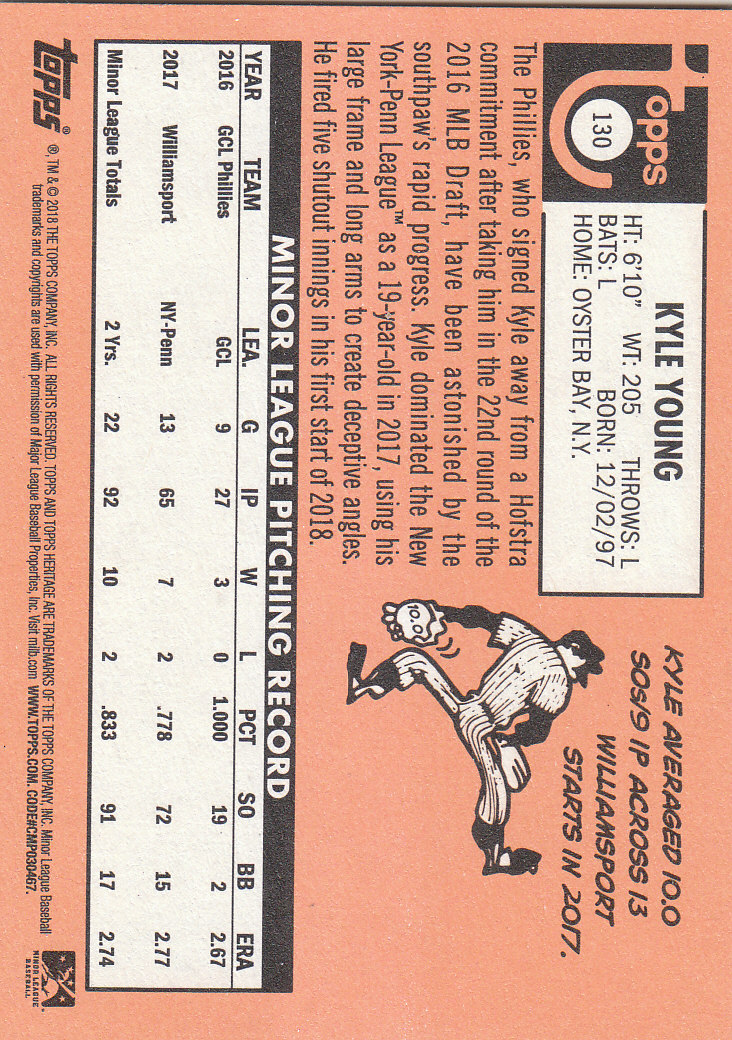 topps
130
KYLE YOUNG
HT: 6'10" WT: 205 THROWS: L
BATS: L BORN: 12/02/97
HOME: OYSTER BAY, N.Y.
The Phillies, who signed Kyle away from a Hofstra
commitment after taking him in the 22nd round of the
2016 MLB Draft, have been astonished by the
southpaw's rapid progress. Kyle dominated the New
York-Penn League™ as a 19-year-old in 2017, using his
large frame and long arms to create deceptive angles.
He fired five shutout innings in his first start of 2018.
KYLE AVERAGED 10.0
SOs/9 IP ACROSS 13
WILLIAMSPORT
STARTS IN 2017.
10.0
MINOR LEAGUE PITCHING RECORD
YEAR TEAM LEA. G IP W L PCT SO BB ERA
2016 GCL Phillies GCL 9 27 3 0 1.000 19 2 2.67
2017 Williamsport NY-Penn 13 65 7 2 .778 72 15 2.77
Minor League Totals 2 Yrs. 22 92 10 2 .833 91 17 2.74
topps®
®, TM & © 2018 THE TOPPS COMPANY, INC. ALL RIGHTS RESERVED. TOPPS AND TOPPS HERITAGE ARE TRADEMARKS OF THE TOPPS COMPANY, INC. Minor League Baseball
trademarks and copyrights are used with permission of Major League Baseball Properties, Inc. Visit milb.com WWW.TOPPS.COM. CODE#CMP030467.
MINOR LEAGUE
BASEBALL